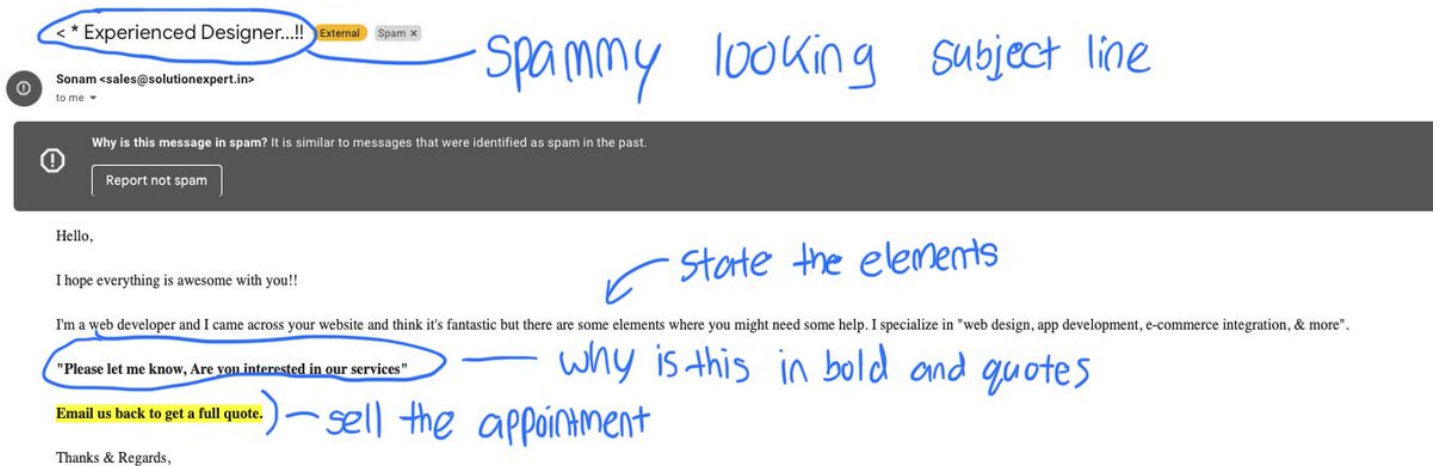 < * Experienced Designer...!! External Spam ×
Spammy looking subject line
Sonam <sales@solutionexpert.in>
to me
Why is this message in spam? It is similar to messages that were identified as spam in the past.
Report not spam
Hello,
State the elements
I hope everything is awesome with you!!
I'm a web developer and I came across your website and think it's fantastic but there are some elements where you might need some help. I specialize in "web design, app development, e-commerce integration, & more".
"Please let me know, Are you interested in our services"
why is this in bold and quotes
Email us back to get a full quote.
sell the appointment
Thanks & Regards,